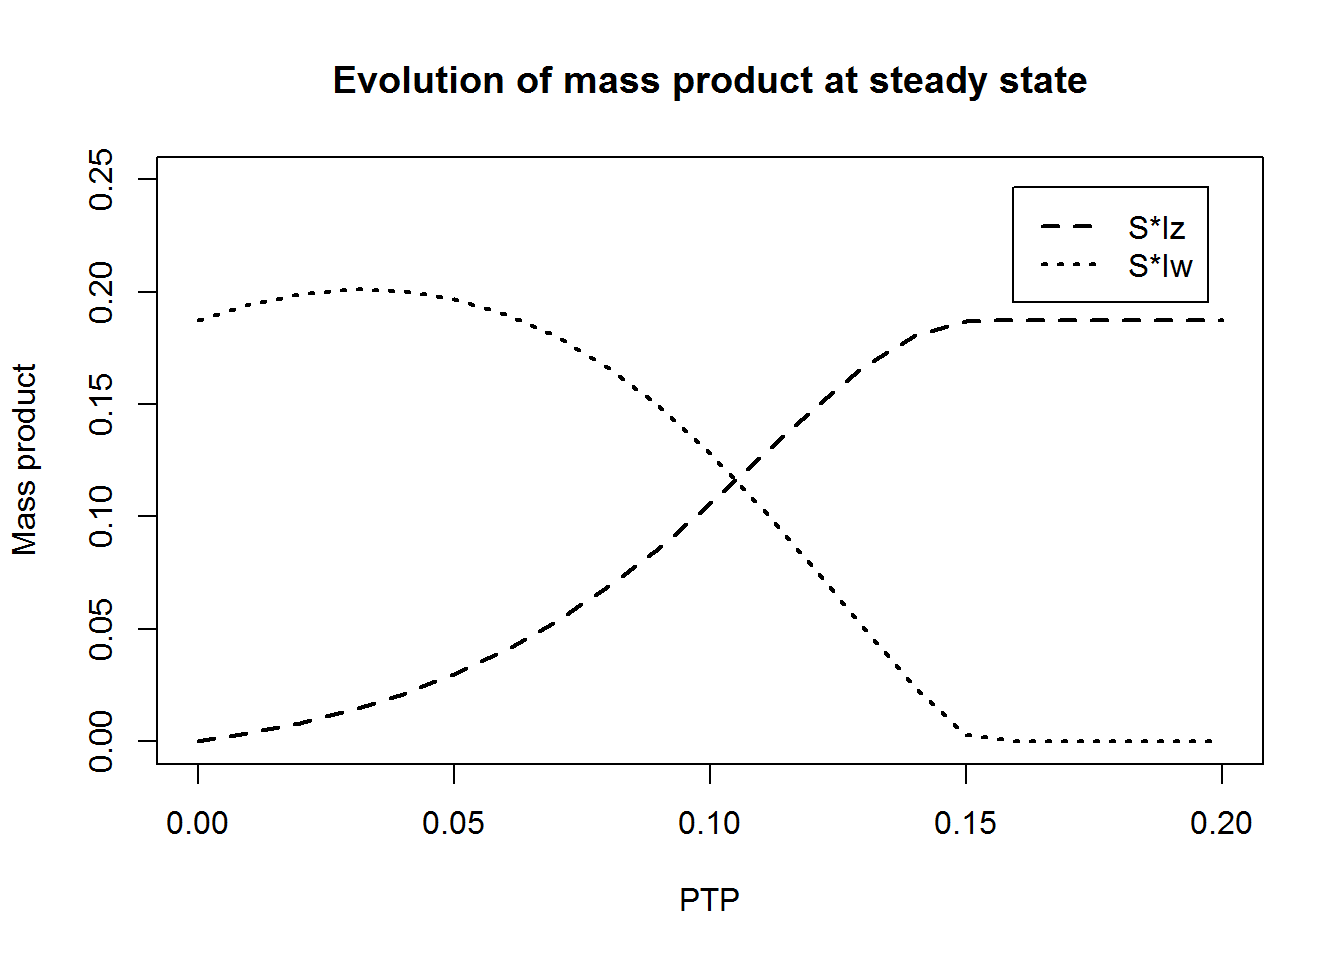 Evolution of mass product at steady state
Mass product
0.25
0.20
0.15
0.10
0.05
0.00
S*Iz
S*Iw
0.00 0.05 0.10 0.15 0.20
PTP